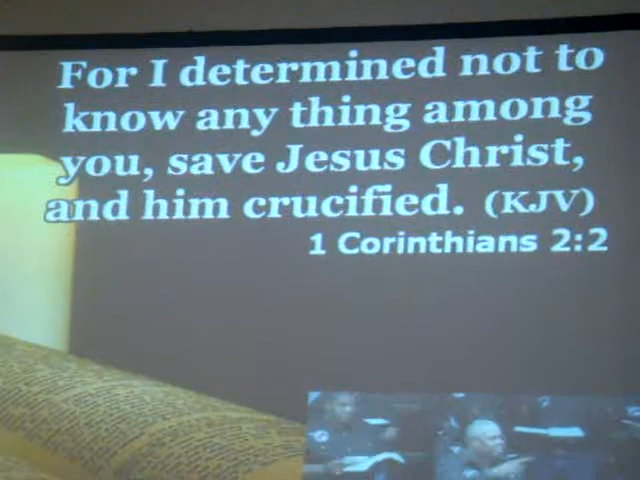 For I determined not to
know any thing among
you, save Jesus Christ,
and him crucified. (KJV)
1 Corinthians 2:2